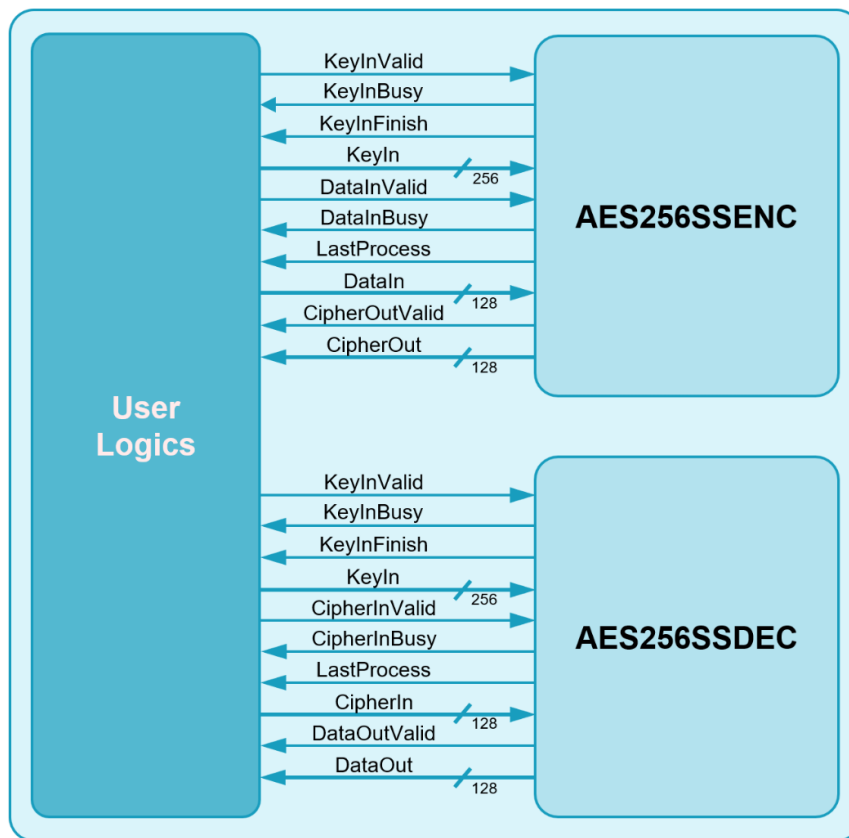 KeyInValid
KeyInBusy
KeyInFinish
KeyIn
256
DataInValid
DataInBusy
LastProcess
DataIn
128
CipherOutValid
CipherOut
128
AES256SSENC
User
Logics
KeyInValid
KeyInBusy
KeyInFinish
KeyIn
256
CipherInValid
CipherInBusy
LastProcess
CipherIn
128
DataOutValid
DataOut
128
AES256SSDEC